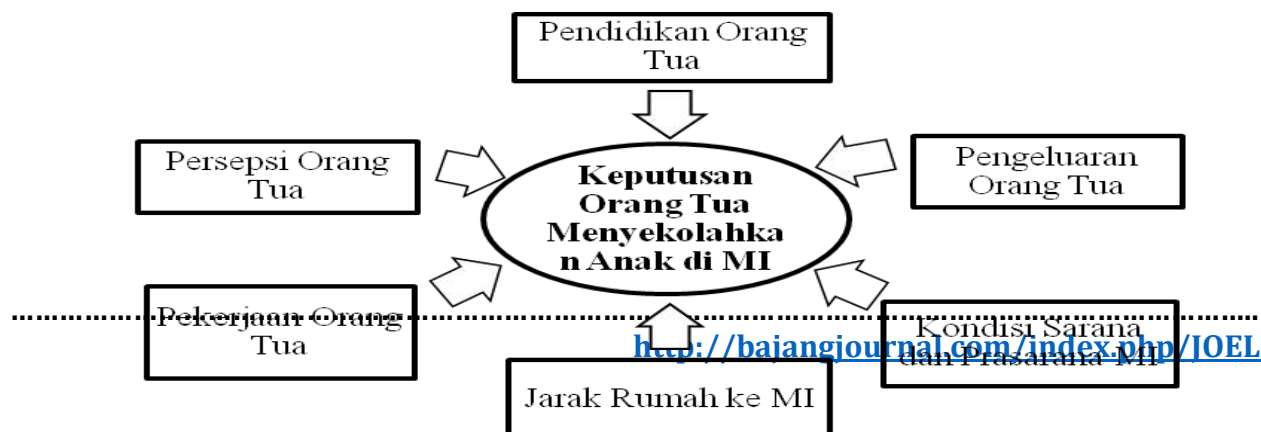 Pendidikan Orang
Tua
Persepsi Orang
Tua
Keputusan
Orang Tua
Menyekolahka
n Anak di MI
Pengeluaran
Orang Tua
Pekerjaan Orang
Tua
Kondisi Sarana
dan Prasarana MI
http://bajangjournal.com/index.php/JOEL
Jarak Rumah ke MI